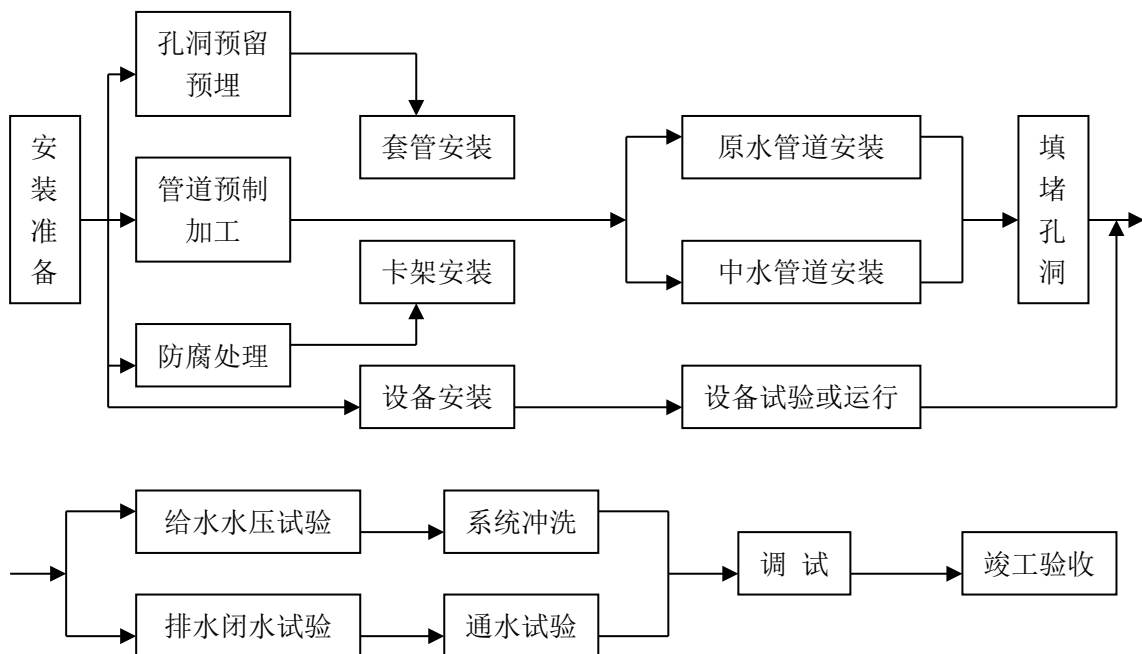 孔洞预留
预埋
安
装
准
备
套管安装
原水管道安装
填
堵
孔
洞
管道预制
加工
卡架安装
中水管道安装
防腐处理
设备安装
设备试验或运行
给水水压试验
系统冲洗
调 试
竣工验收
排水闭水试验
通水试验